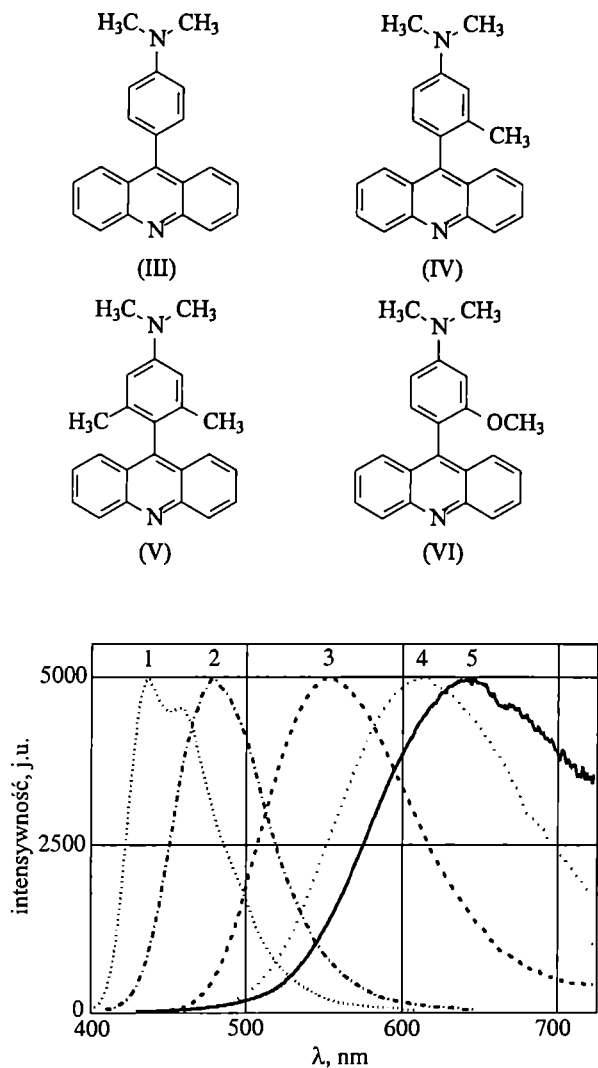 H₃C CH₃ H₃C CH₃
N N
CH₃
N N
(III) (IV)
H₃C CH₃ H₃C CH₃
N N
H₃C CH₃ OCH₃
N N
(V) (VI)
1 2 3 4 5
5000
2500
0
400 500 600 700
intensywność, j.u.
λ, nm